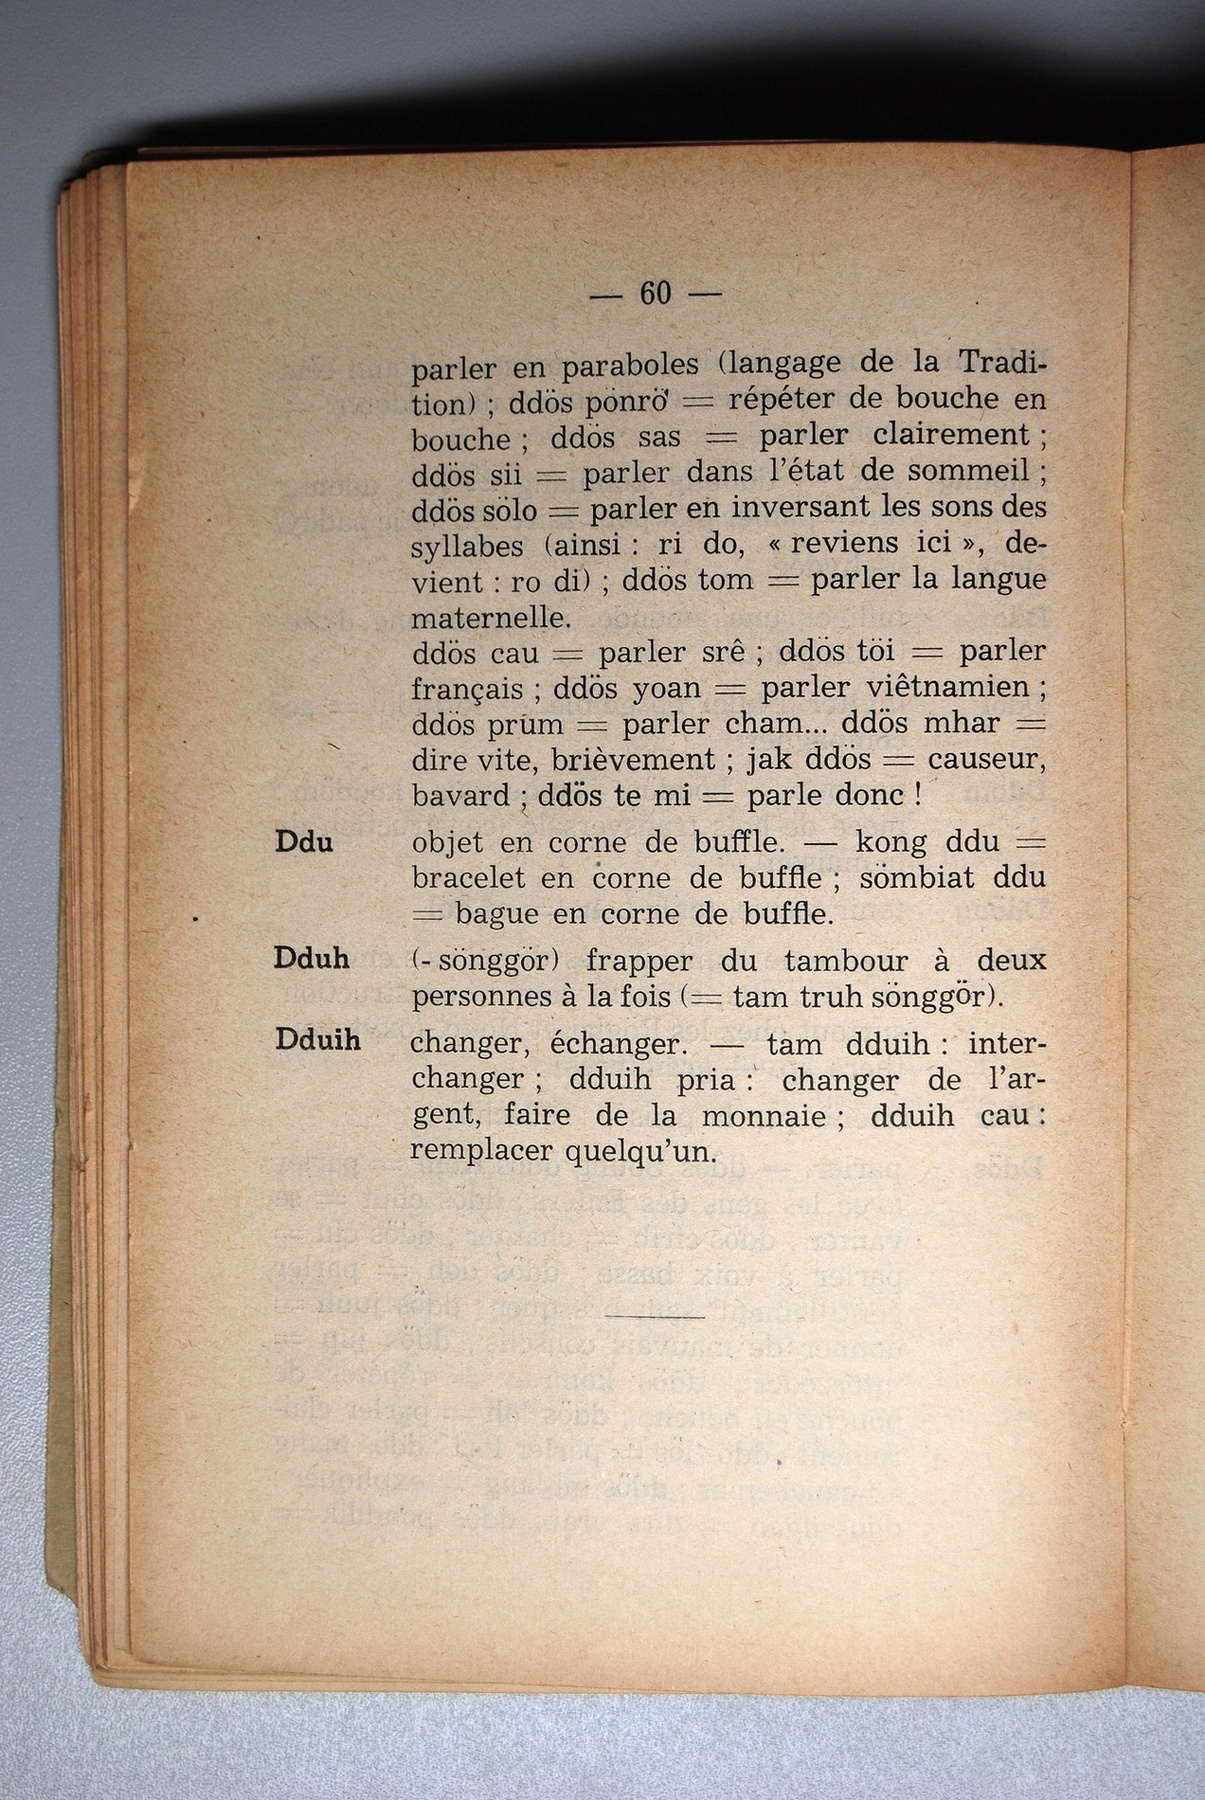 — 60 —
parler en paraboles (langage de la Tradi-
tion) ; ddös pönrö' = répéter de bouche en
bouche ; ddös sas = parler clairement ;
ddös sii = parler dans l'état de sommeil ;
ddös sölo = parler en inversant les sons des
syllabes (ainsi : ri do, « reviens ici », de-
vient : ro di) ; ddös tom = parler la langue
maternelle.
ddös cau = parler srê ; ddös töi = parler
français ; ddös yoan = parler viêtnamien ;
ddös prüm = parler cham... ddös mhar =
dire vite, brièvement ; jak ddös = causeur,
bavard ; ddös te mi = parle donc !
Ddu objet en corne de buffle. — kong ddu =
bracelet en corne de buffle ; sömbiat ddu
= bague en corne de buffle.
Dduh (- sönggör) frapper du tambour à deux
personnes à la fois (= tam truh sönggör).
Dduih changer, échanger. — tam dduih : inter-
changer ; dduih pria : changer de l'ar-
gent, faire de la monnaie ; dduih cau :
remplacer quelqu'un.